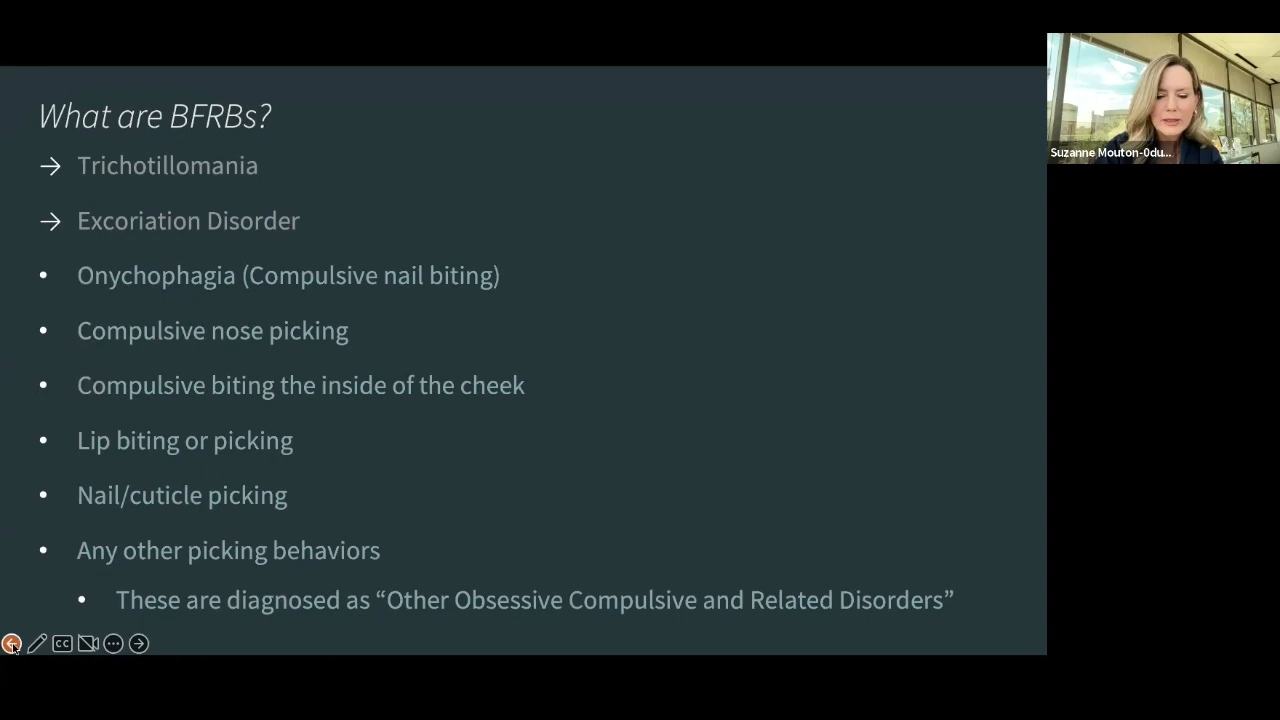 What are BFRBs?
→ Trichotillomania
→ Excoriation Disorder
• Onychophagia (Compulsive nail biting)
• Compulsive nose picking
• Compulsive biting the inside of the cheek
• Lip biting or picking
• Nail/cuticle picking
• Any other picking behaviors
• These are diagnosed as “Other Obsessive Compulsive and Related Disorders”
CC
Suzanne Mouton-Odu...